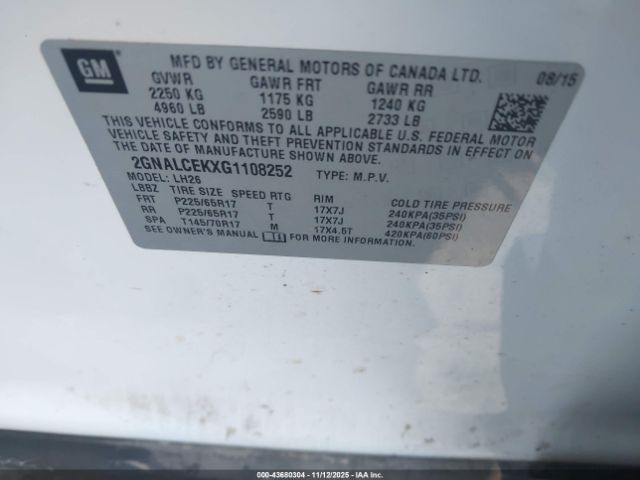 GM
MFD BY GENERAL MOTORS OF CANADA LTD. 08/15
GVWR GAWR FRT GAWR RR
2250 KG 1175 KG 1240 KG
4960 LB 2590 LB 2733 LB
THIS VEHICLE CONFORMS TO ALL APPLICABLE U.S. FEDERAL MOTOR
VEHICLE SAFETY AND THEFT PREVENTION STANDARDS IN EFFECT ON
THE DATE OF MANUFACTURE SHOWN ABOVE.
2GNALCEKXG1108252 TYPE: M.P.V.
MODEL: LH26
LBBZ TIRE SIZE SPEED RTG RIM COLD TIRE PRESSURE
FRT P225/65R17 T 17X7J 240KPA(35PSI)
RR P225/65R17 T 17X7J 240KPA(35PSI)
SPA T145/70R17 M 17X4.5T 420KPA(60PSI)
SEE OWNER'S MANUAL FOR MORE INFORMATION.
© Stock# ~43680304 - 11/12/2025 - IAA Corp.